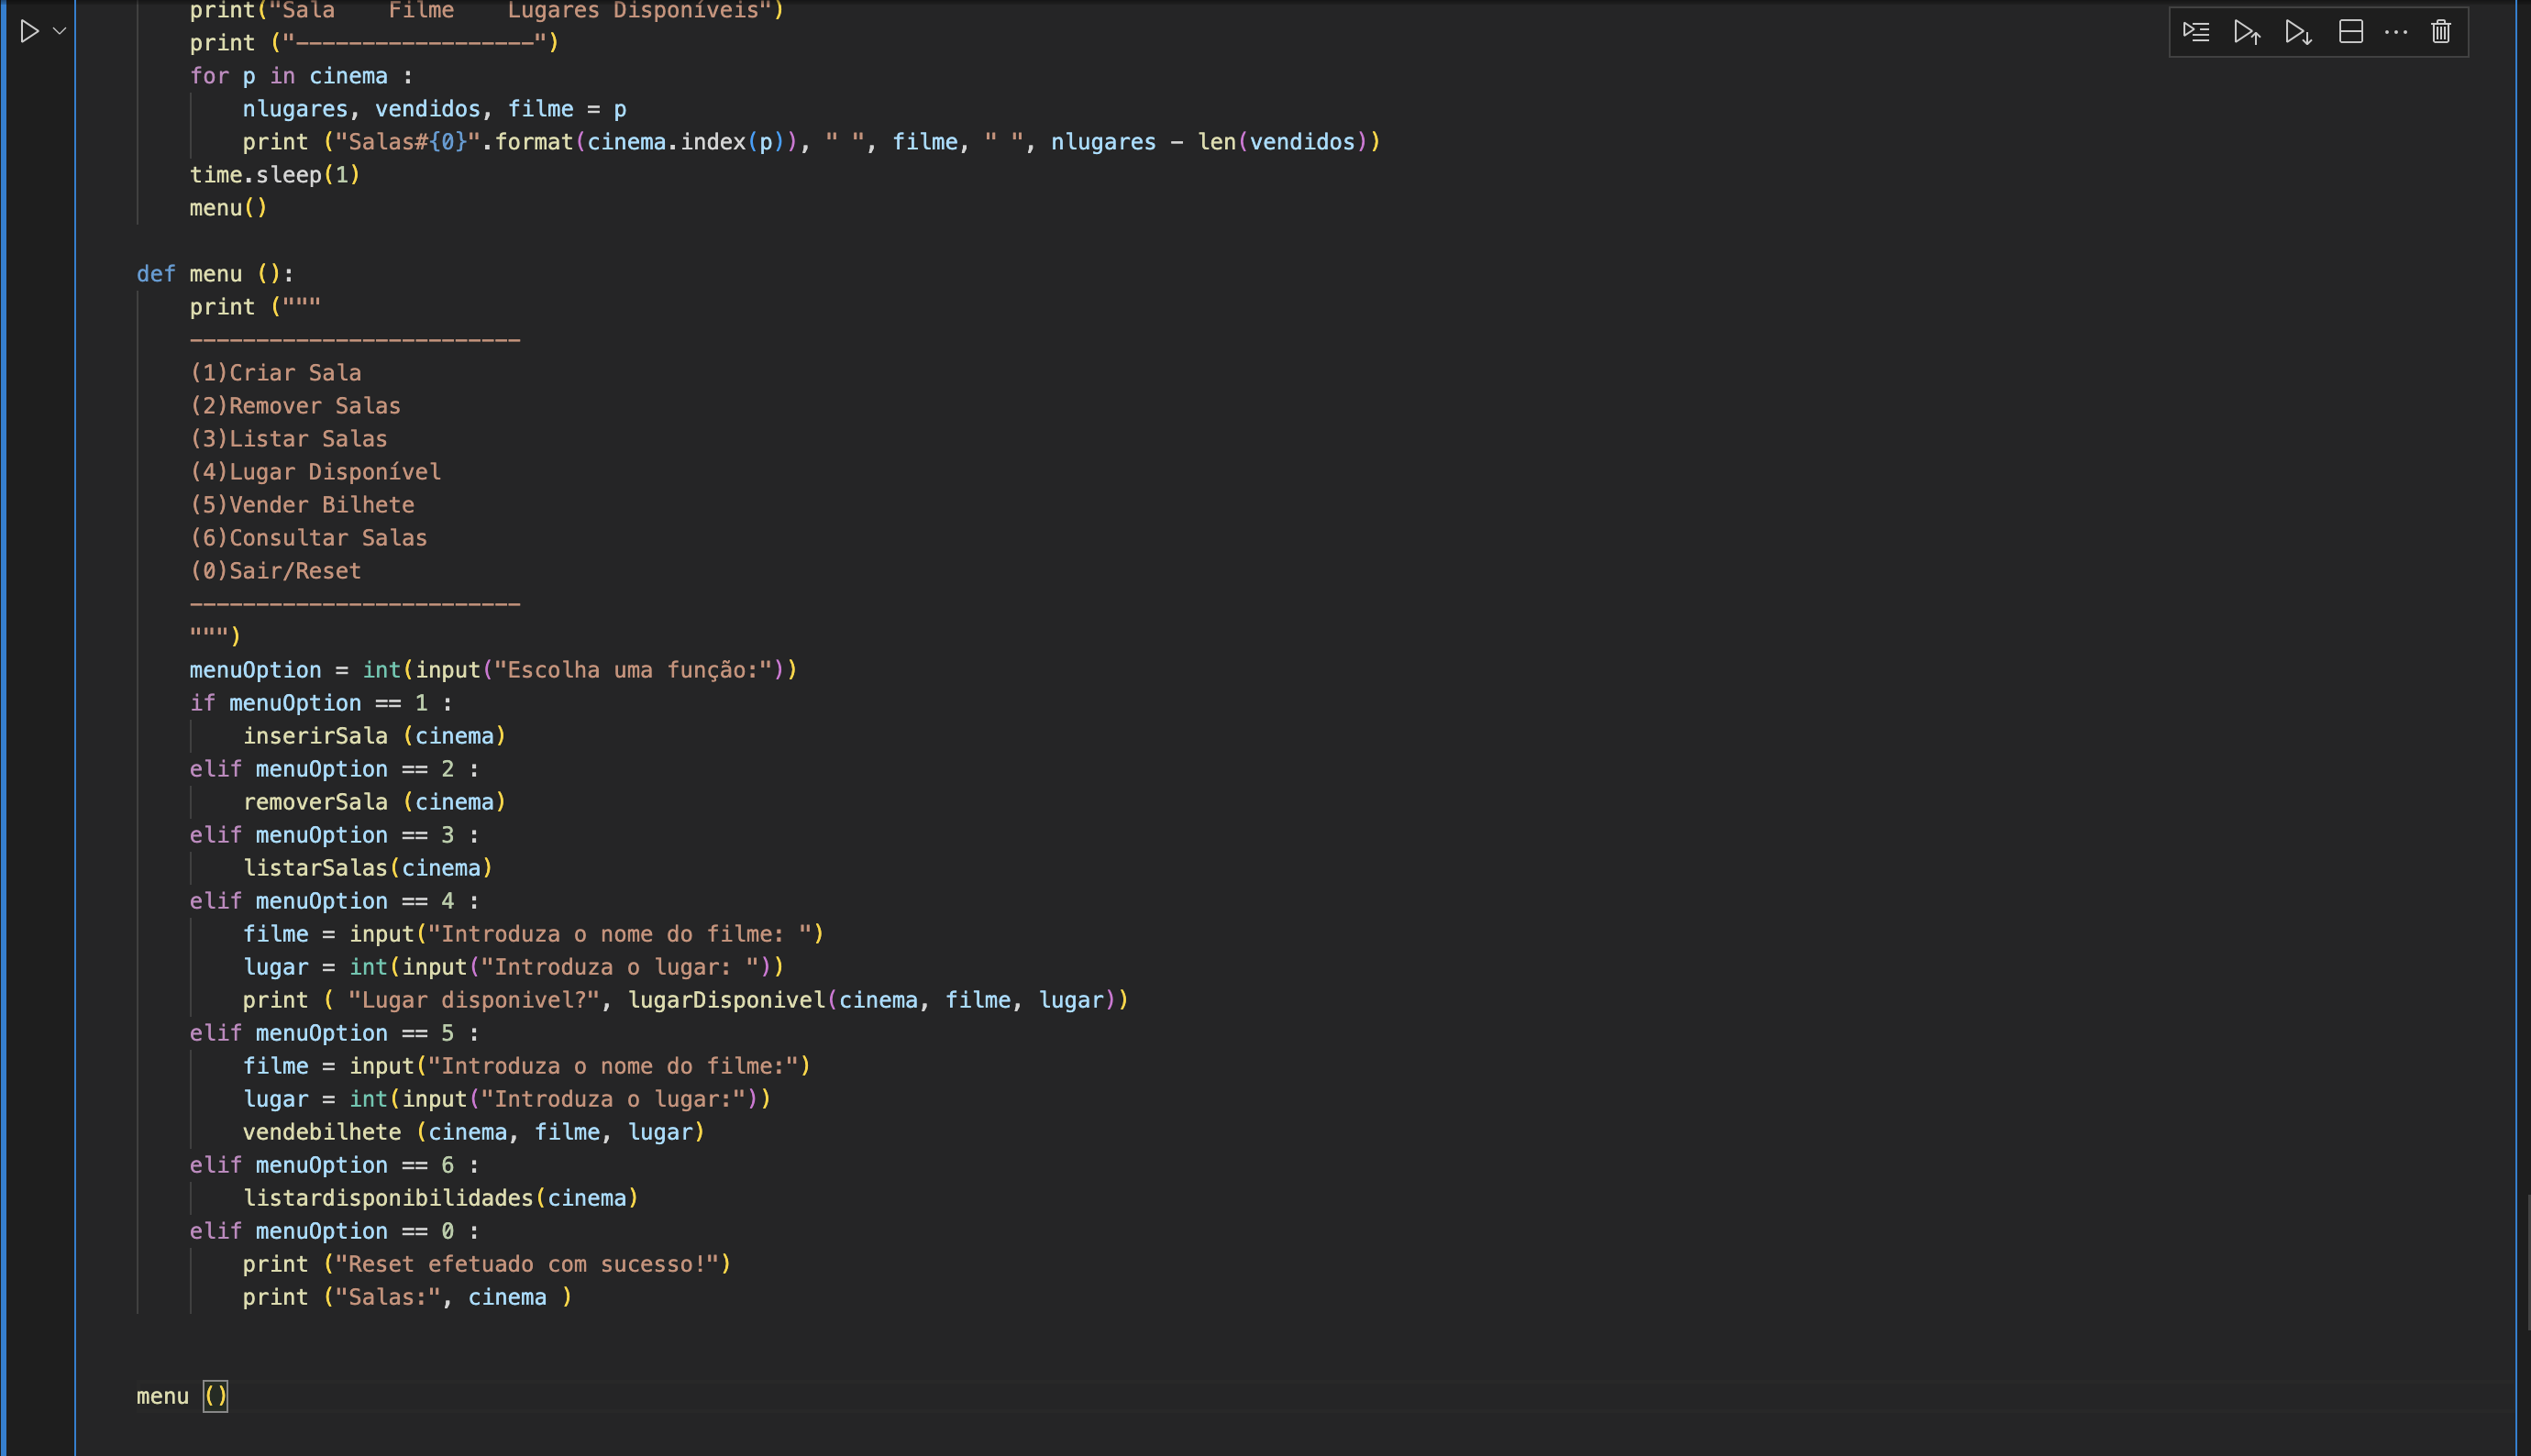 print("Sala    Filme    Lugares Disponíveis")
print ("------------------")
for p in cinema :
    nlugares, vendidos, filme = p
    print ("Salas#{0}".format(cinema.index(p)), " ", filme, " ", nlugares - len(vendidos))
time.sleep(1)
menu()
def menu ():
    print ("""
    -------------------------
    (1)Criar Sala
    (2)Remover Salas
    (3)Listar Salas
    (4)Lugar Disponível
    (5)Vender Bilhete
    (6)Consultar Salas
    (0)Sair/Reset
    -------------------------
    """)
    menuOption = int(input("Escolha uma função:"))
    if menuOption == 1 :
        inserirSala (cinema)
    elif menuOption == 2 :
        removerSala (cinema)
    elif menuOption == 3 :
        listarSalas(cinema)
    elif menuOption == 4 :
        filme = input("Introduza o nome do filme: ")
        lugar = int(input("Introduza o lugar: "))
        print ( "Lugar disponivel?", lugarDisponivel(cinema, filme, lugar))
    elif menuOption == 5 :
        filme = input("Introduza o nome do filme:")
        lugar = int(input("Introduza o lugar:"))
        vendebilhete (cinema, filme, lugar)
    elif menuOption == 6 :
        listardisponibilidades(cinema)
    elif menuOption == 0 :
        print ("Reset efetuado com sucesso!")
        print ("Salas:", cinema )
menu ()